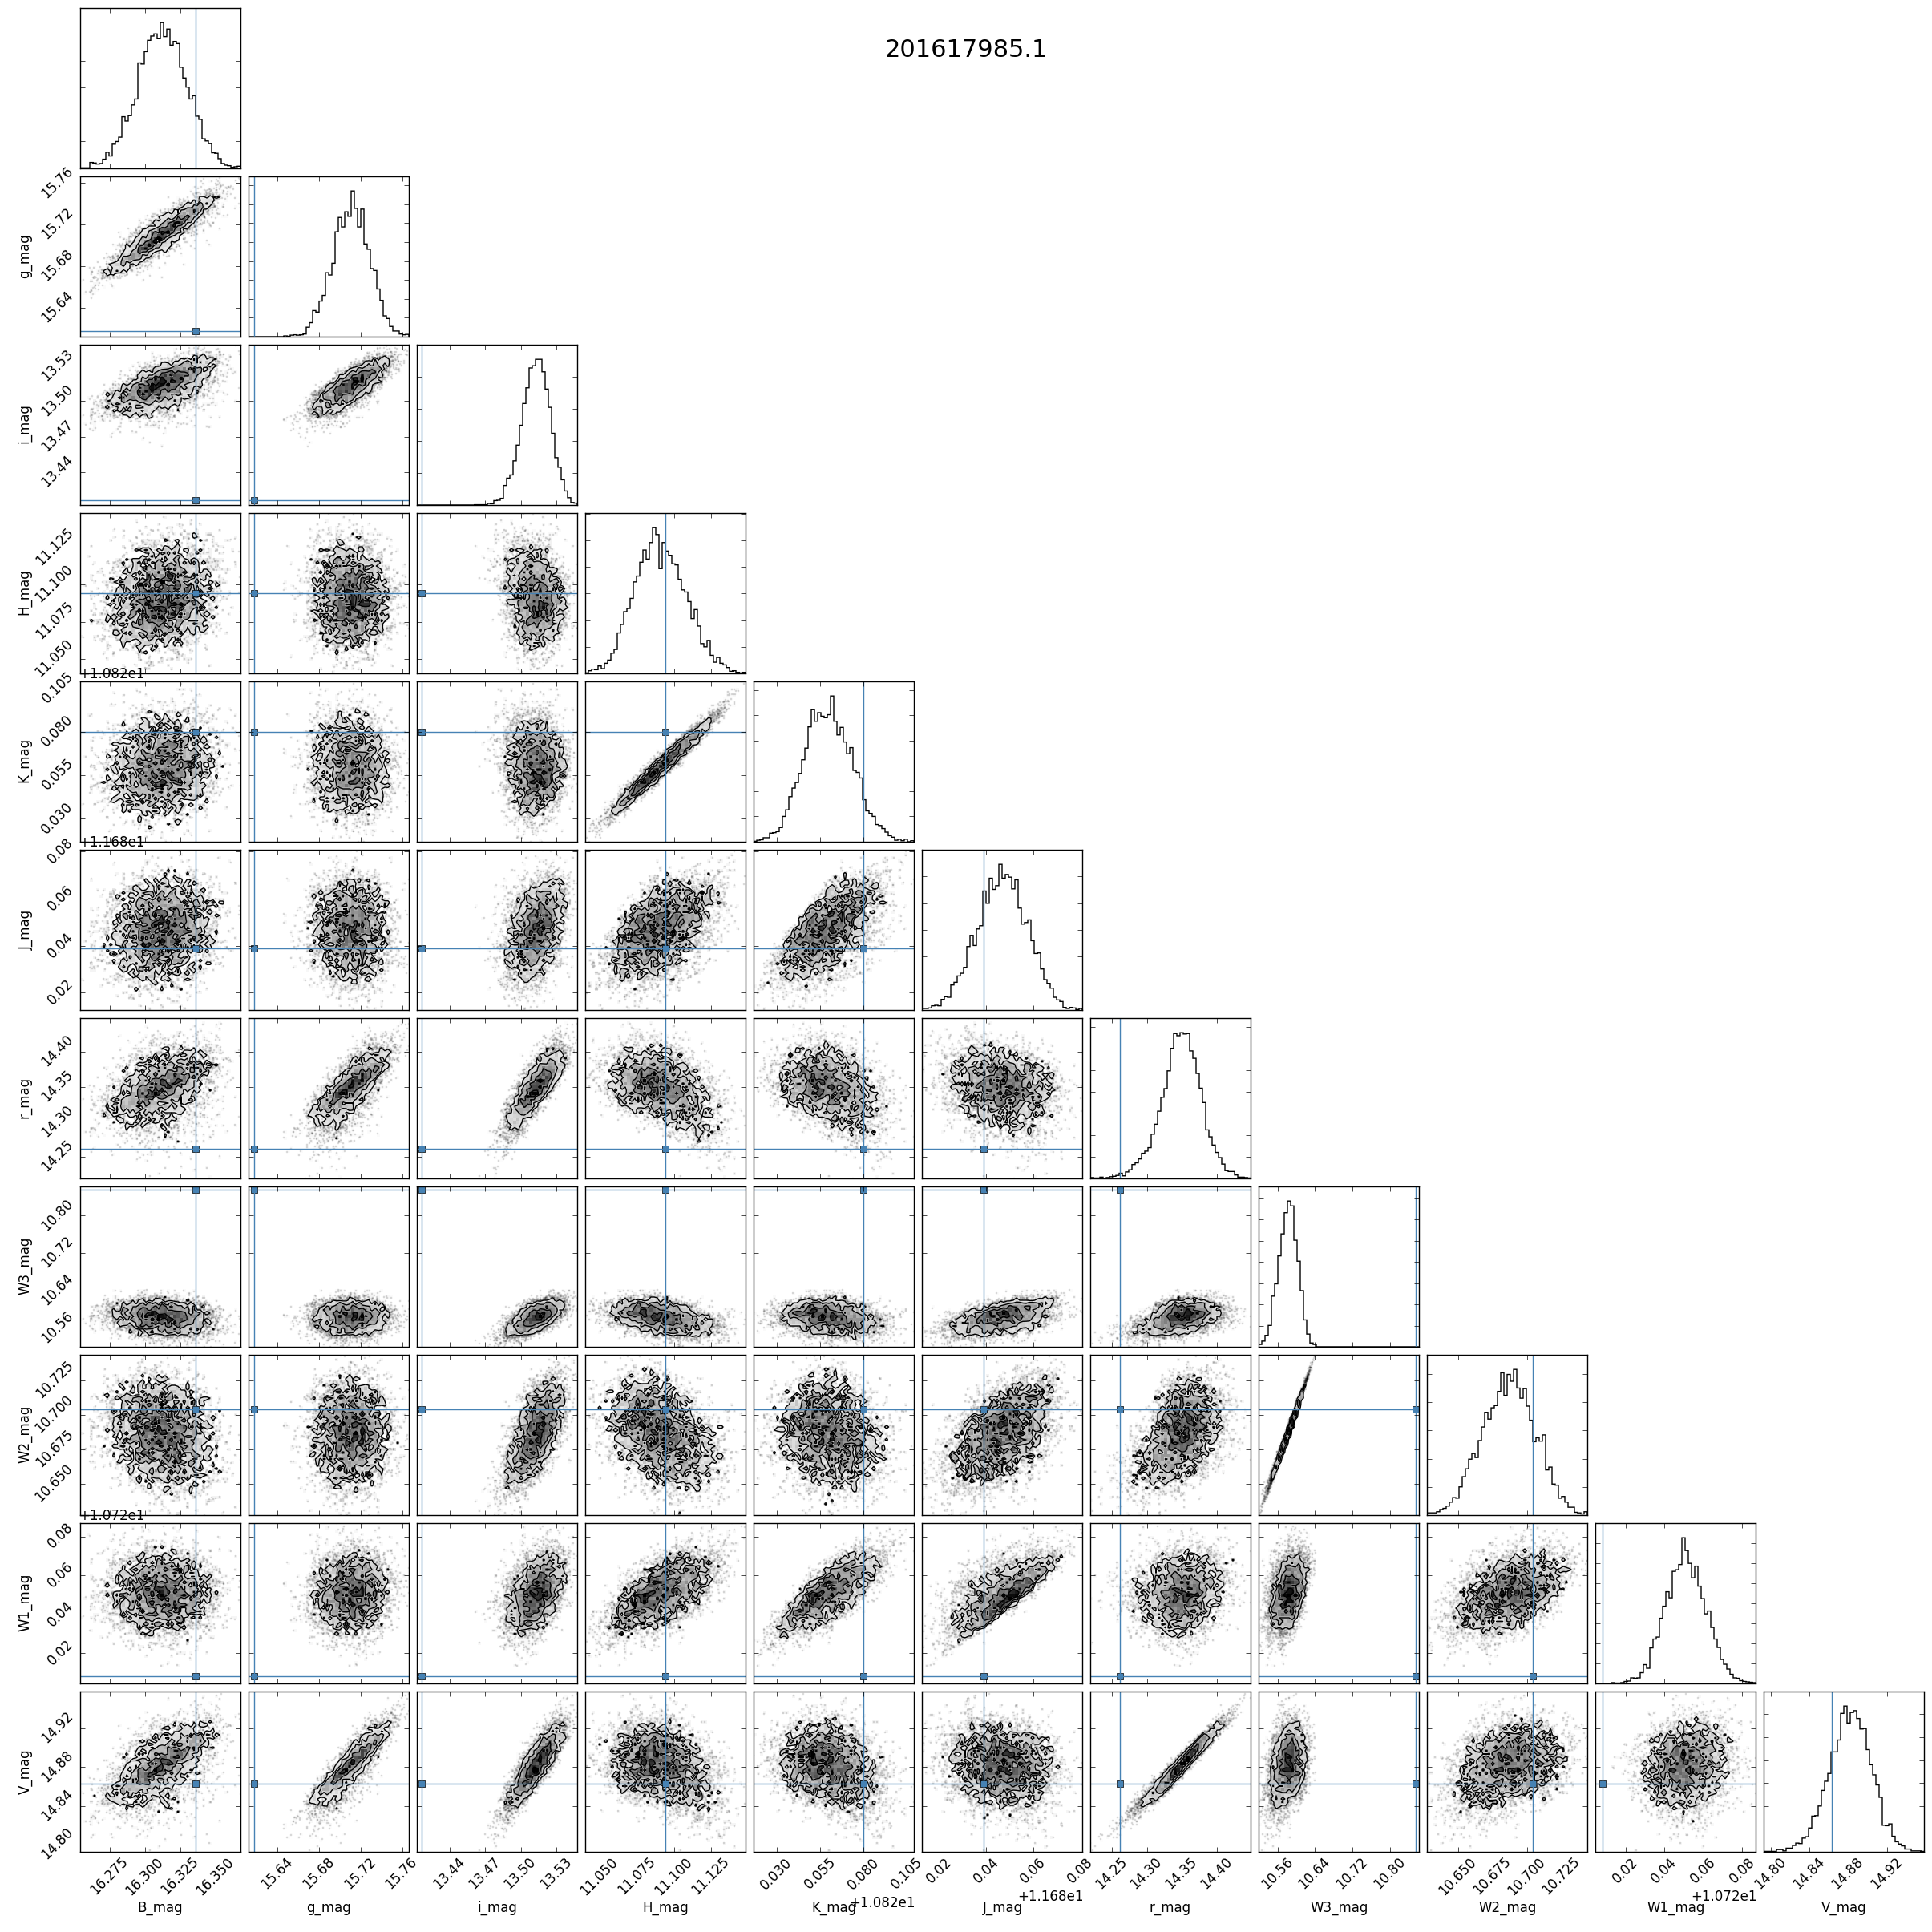 201617985.1
g_mag
15.76
15.72
15.68
15.64
i_mag
13.53
13.50
13.47
13.44
H_mag
11.125
11.100
11.075
11.050
+1.082e1
K_mag
0.105
0.080
0.055
0.030
+1.168e1
J_mag
0.08
0.06
0.04
0.02
r_mag
14.40
14.35
14.30
14.25
W3_mag
10.80
10.72
10.64
10.56
W2_mag
10.725
10.700
10.675
10.650
+1.072e1
W1_mag
0.08
0.06
0.04
0.02
V_mag
14.92
14.88
14.84
14.80
16.275 16.300 16.325 16.350 15.64 15.68 15.72 15.76 13.44 13.47 13.50 13.53 11.050 11.075 11.100 11.125 0.030 0.055 0.080 0.105 0.02 0.04 0.06 0.08 14.25 14.30 14.35 14.40 10.56 10.64 10.72 10.80 10.650 10.675 10.700 10.725 0.02 0.04 0.06 0.08 14.80 14.84 14.88 14.92
+1.082e1 +1.168e1 +1.072e1
B_mag g_mag i_mag H_mag K_mag J_mag r_mag W3_mag W2_mag W1_mag V_mag